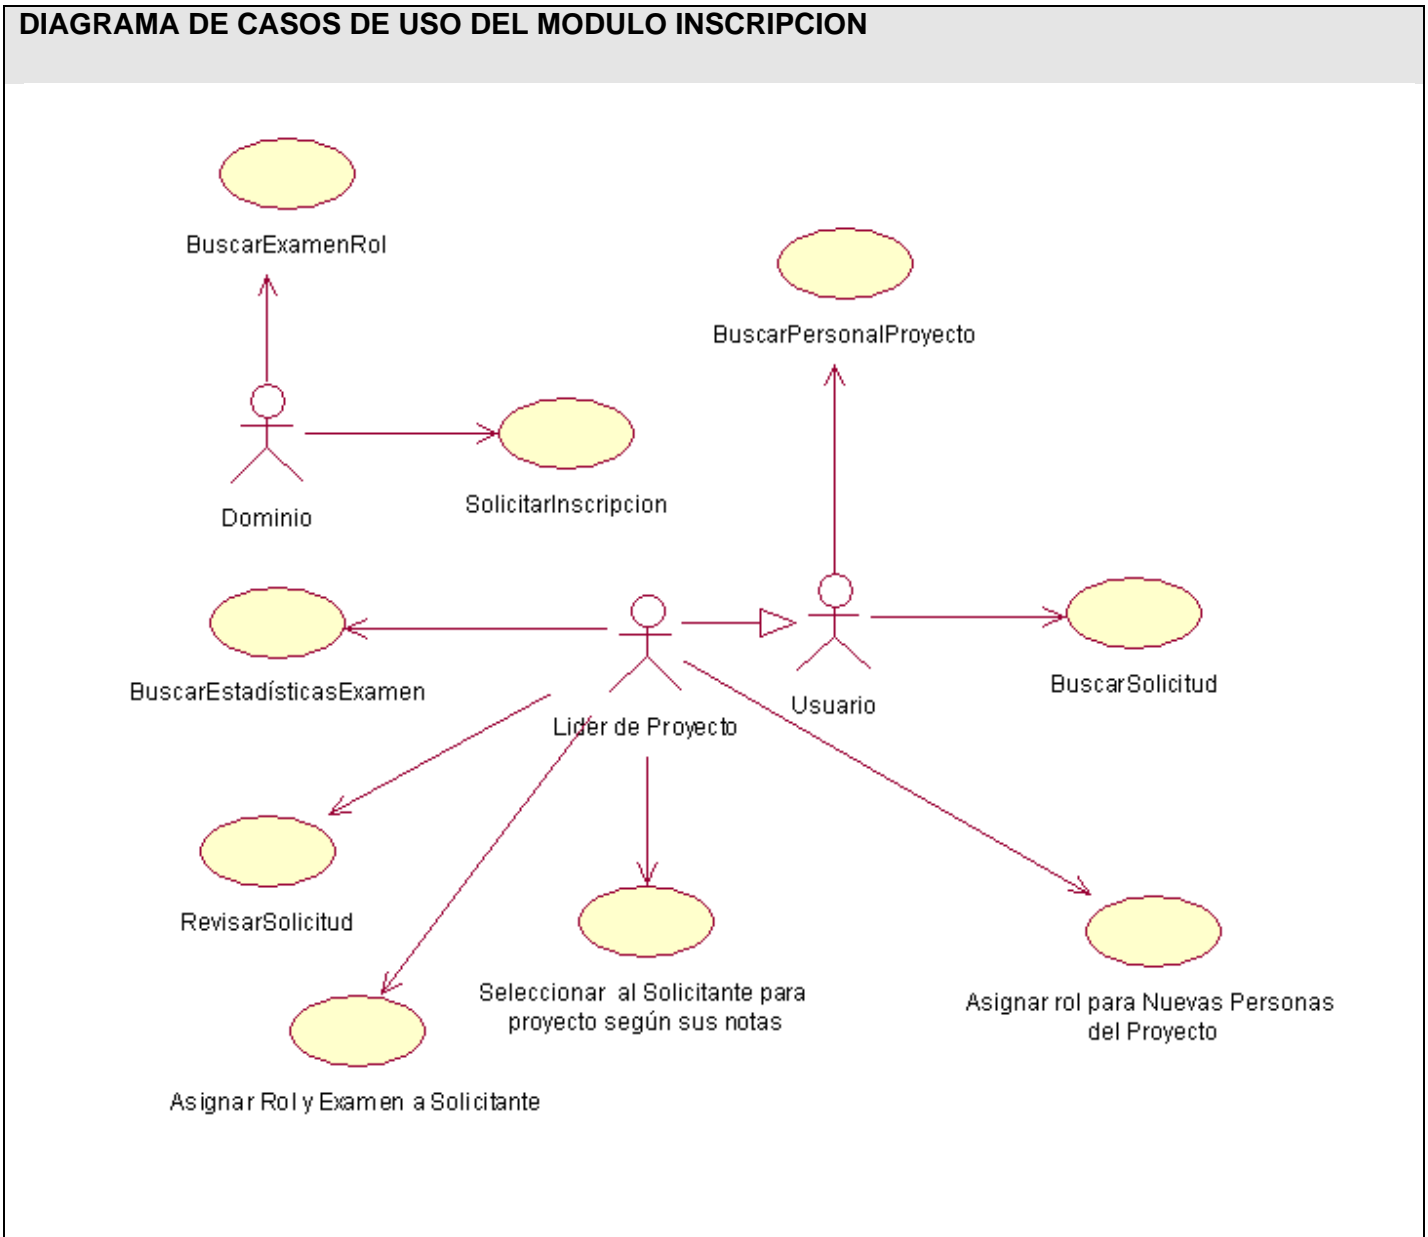 DIAGRAMA DE CASOS DE USO DEL MODULO INSCRIPCION
BuscarExamenRol
BuscarPersonalProyecto
SolicitarInscripcion
Dominio
BuscarEstadísticasExamen
BuscarSolicitud
Usuario
Lider de Proyecto
RevisarSolicitud
Seleccionar al Solicitante para
proyecto según sus notas
Asignar rol para Nuevas Personas
del Proyecto
Asignar Rol y Examen a Solicitante